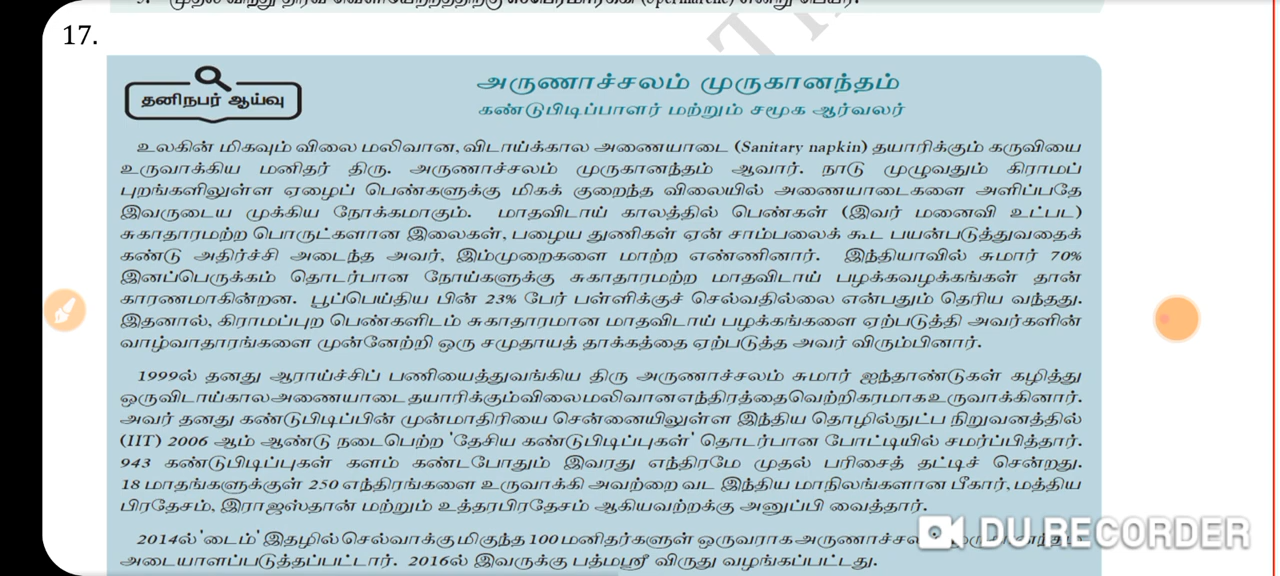 17.
தனிநபர் ஆய்வு
அருணாச்சலம் முருகானந்தம்
கண்டுபிடிப்பாளர் மற்றும் சமூக ஆர்வலர்
உலகின் மிகவும் விலை மலிவான, விடாய்க்கால அணையாடை (Sanitary napkin) தயாரிக்கும் கருவியை
உருவாக்கிய மனிதர் திரு. அருணாச்சலம் முருகானந்தம் ஆவார். நாடு முழுவதும் கிராமப்
புறங்களிலுள்ள ஏழைப் பெண்களுக்கு மிகக் குறைந்த விலையில் அணையாடைகளை அளிப்பதே
இவருடைய முக்கிய நோக்கமாகும். மாதவிடாய் காலத்தில் பெண்கள் (இவர் மனைவி உட்பட)
சுகாதாரமற்ற பொருட்களான இலைகள், பழைய துணிகள் ஏன் சாம்பலைக் கூட பயன்படுத்துவதைக்
கண்டு அதிர்ச்சி அடைந்த அவர், இம்முறைகளை மாற்ற எண்ணினார். இந்தியாவில் சுமார் 70%
இனப்பெருக்கம் தொடர்பான நோய்களுக்கு சுகாதாரமற்ற மாதவிடாய் பழக்கவழக்கங்கள் தான்
காரணமாகின்றன. பூப்பெய்திய பின் 23% பேர் பள்ளிக்குச் செல்வதில்லை என்பதும் தெரிய வந்தது.
இதனால், கிராமப்புற பெண்களிடம் சுகாதாரமான மாதவிடாய் பழக்கங்களை ஏற்படுத்தி அவர்களின்
வாழ்வாதாரங்களை முன்னேற்றி ஒரு சமுதாயத் தாக்கத்தை ஏற்படுத்த அவர் விரும்பினார்.
1999ல் தனது ஆராய்ச்சிப் பணியைத்துவங்கிய திரு அருணாச்சலம் சுமார் ஐந்தாண்டுகள் கழித்து
ஒருவிடாய்கால அணையாடை தயாரிக்கும் விலைமலிவான எந்திரத்தை வெற்றிகரமாக உருவாக்கினார்.
அவர் தனது கண்டுபிடிப்பின் முன்மாதிரியை சென்னையிலுள்ள இந்திய தொழில்நுட்ப நிறுவனத்தில்
(IIT) 2006 ஆம் ஆண்டு நடைபெற்ற 'தேசிய கண்டுபிடிப்புகள்' தொடர்பான போட்டியில் சமர்ப்பித்தார்.
943 கண்டுபிடிப்புகள் களம் கண்டபோதும் இவரது எந்திரமே முதல் பரிசைத் தட்டிச் சென்றது.
18 மாதங்களுக்குள் 250 எந்திரங்களை உருவாக்கி அவற்றை வட இந்திய மாநிலங்களான பீகார், மத்திய
பிரதேசம், இராஜஸ்தான் மற்றும் உத்தரபிரதேசம் ஆகியவற்றக்கு அனுப்பி வைத்தார்.
2014ல் 'டைம்' இதழில் செல்வாக்கு மிகுந்த 100 மனிதர்களுள் ஒருவராக
அடையாளப்படுத்தப்பட்டார். 2016ல் இவருக்கு பத்மஸ்ரீ விருது வழங்கப்பட்டது.
DU RECORDER